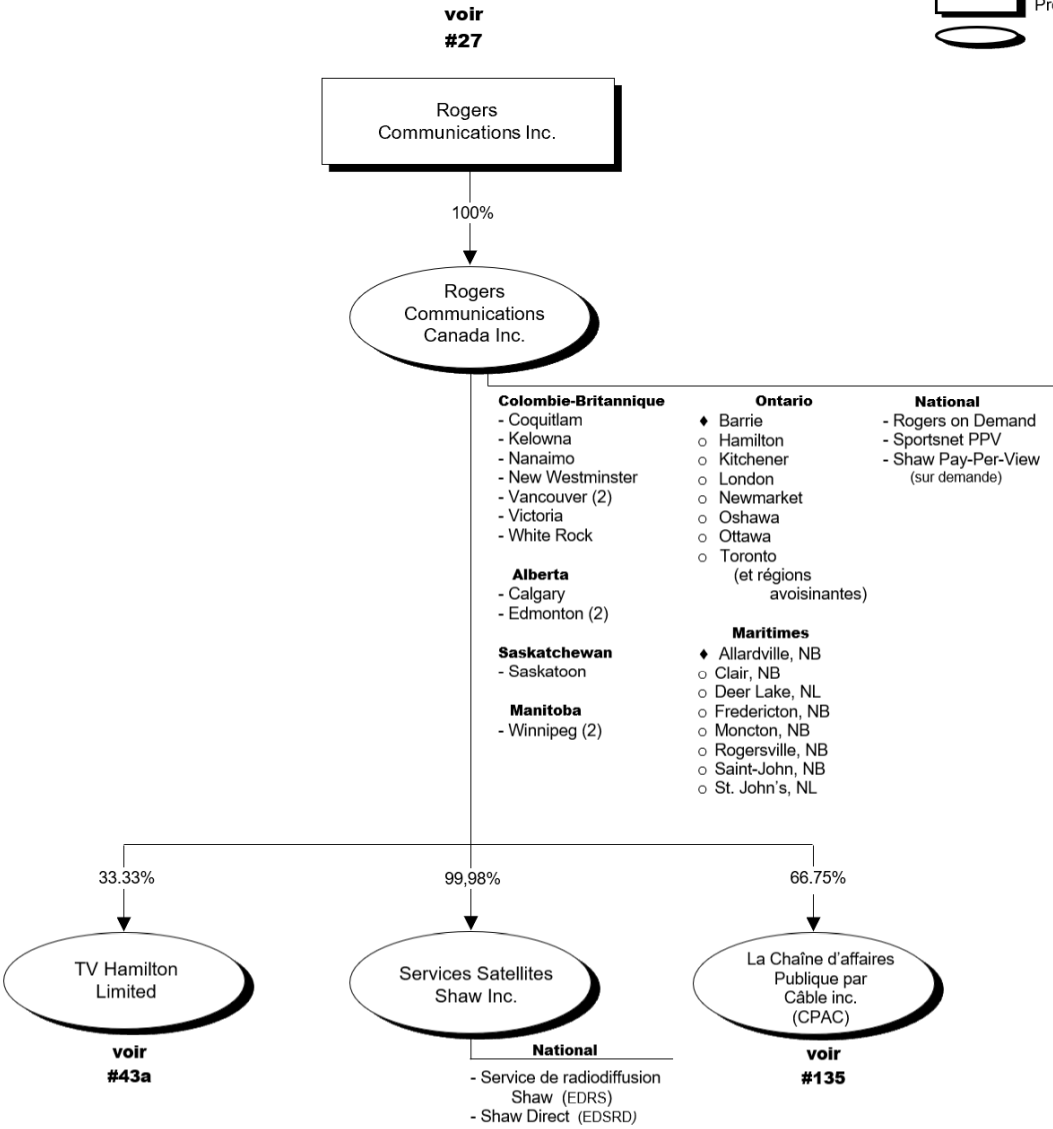 voir
#27
Rogers
Communications Inc.
100%
Rogers
Communications
Canada Inc.
Colombie-Britannique
- Coquitlam
- Kelowna
- Nanaimo
- New Westminster
- Vancouver (2)
- Victoria
- White Rock
Alberta
- Calgary
- Edmonton (2)
Saskatchewan
- Saskatoon
Manitoba
- Winnipeg (2)
Ontario
♦ Barrie
○ Hamilton
○ Kitchener
○ London
○ Newmarket
○ Oshawa
○ Ottawa
○ Toronto
(et régions
avoisinantes)
Maritimes
♦ Allardville, NB
○ Clair, NB
○ Deer Lake, NL
○ Fredericton, NB
○ Moncton, NB
○ Rogersville, NB
○ Saint-John, NB
○ St. John's, NL
National
- Rogers on Demand
- Sportsnet PPV
- Shaw Pay-Per-View
(sur demande)
33.33%
99,98%
66.75%
TV Hamilton
Limited
voir
#43a
Services Satellites
Shaw Inc.
National
- Service de radiodiffusion
Shaw (EDRS)
- Shaw Direct (EDSRD)
La Chaîne d'affaires
Publique par
Câble inc.
(CPAC)
voir
#135